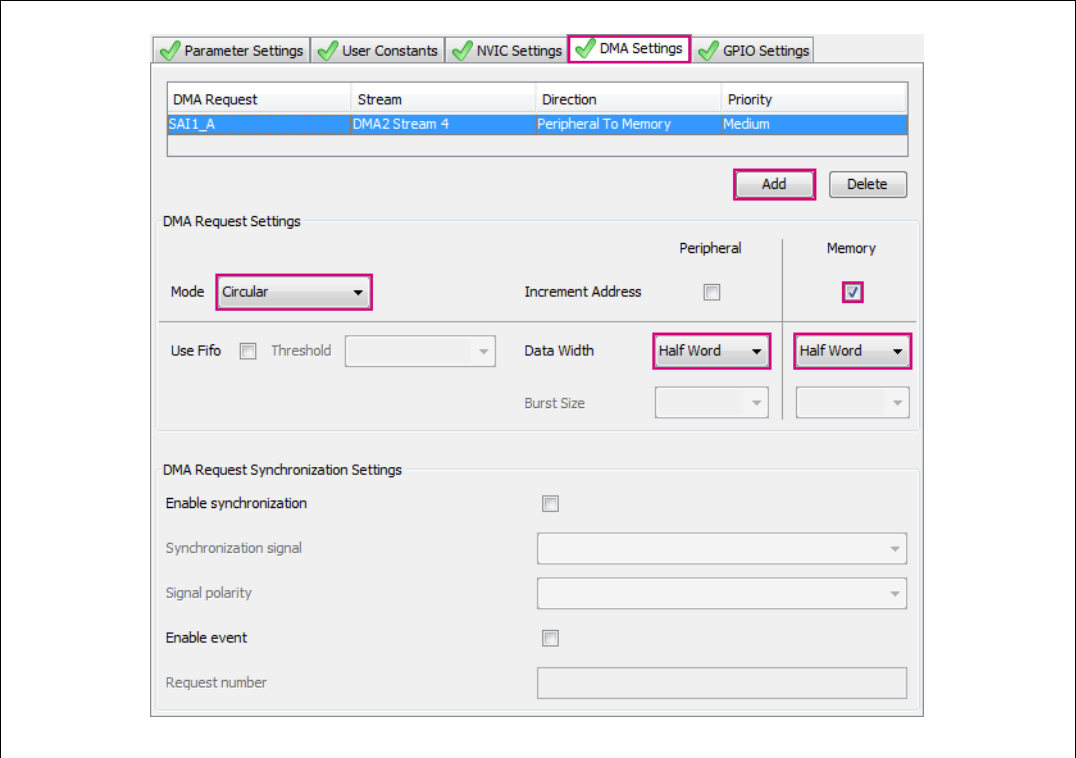 Parameter Settings User Constants NVIC Settings DMA Settings GPIO Settings
DMA Request Stream Direction Priority
SAI1_A DMA2 Stream 4 Peripheral To Memory Medium
Add Delete
DMA Request Settings
Peripheral Memory
Mode Circular Increment Address
Use Fifo Threshold Data Width Half Word Half Word
Burst Size
DMA Request Synchronization Settings
Enable synchronization
Synchronization signal
Signal polarity
Enable event
Request number